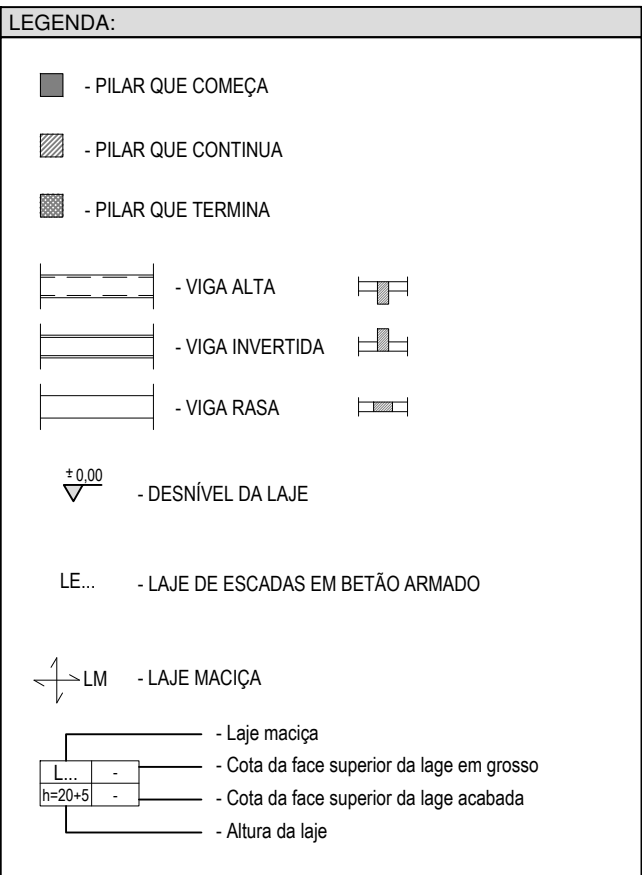 LEGENDA:
- PILAR QUE COMEÇA
- PILAR QUE CONTINUA
- PILAR QUE TERMINA
- VIGA ALTA
- VIGA INVERTIDA
- VIGA RASA
± 0,00
- DESNÍVEL DA LAJE
LE... - LAJE DE ESCADAS EM BETÃO ARMADO
LM - LAJE MACIÇA
- Laje maciça
L... - - Cota da face superior da lage em grosso
h=20+5 - - Cota da face superior da lage acabada
- Altura da laje